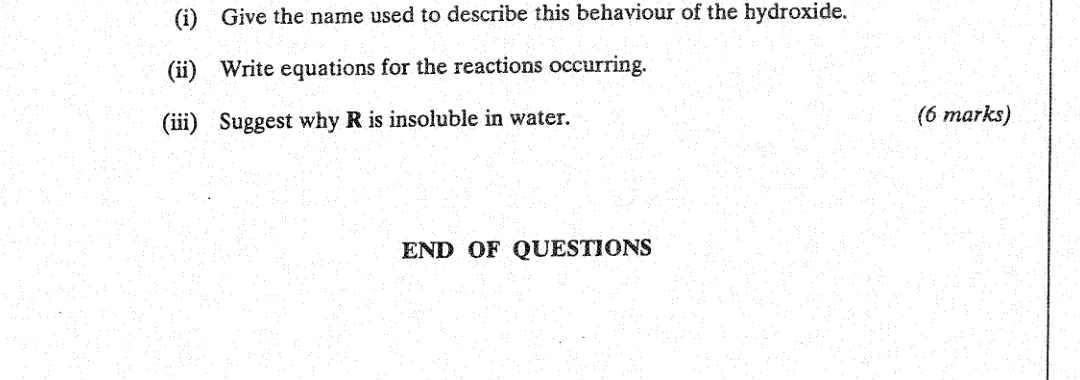 (i) Give the name used to describe this behaviour of the hydroxide.
(ii) Write equations for the reactions occurring.
(iii) Suggest why R is insoluble in water.
(6 marks)
END OF QUESTIONS